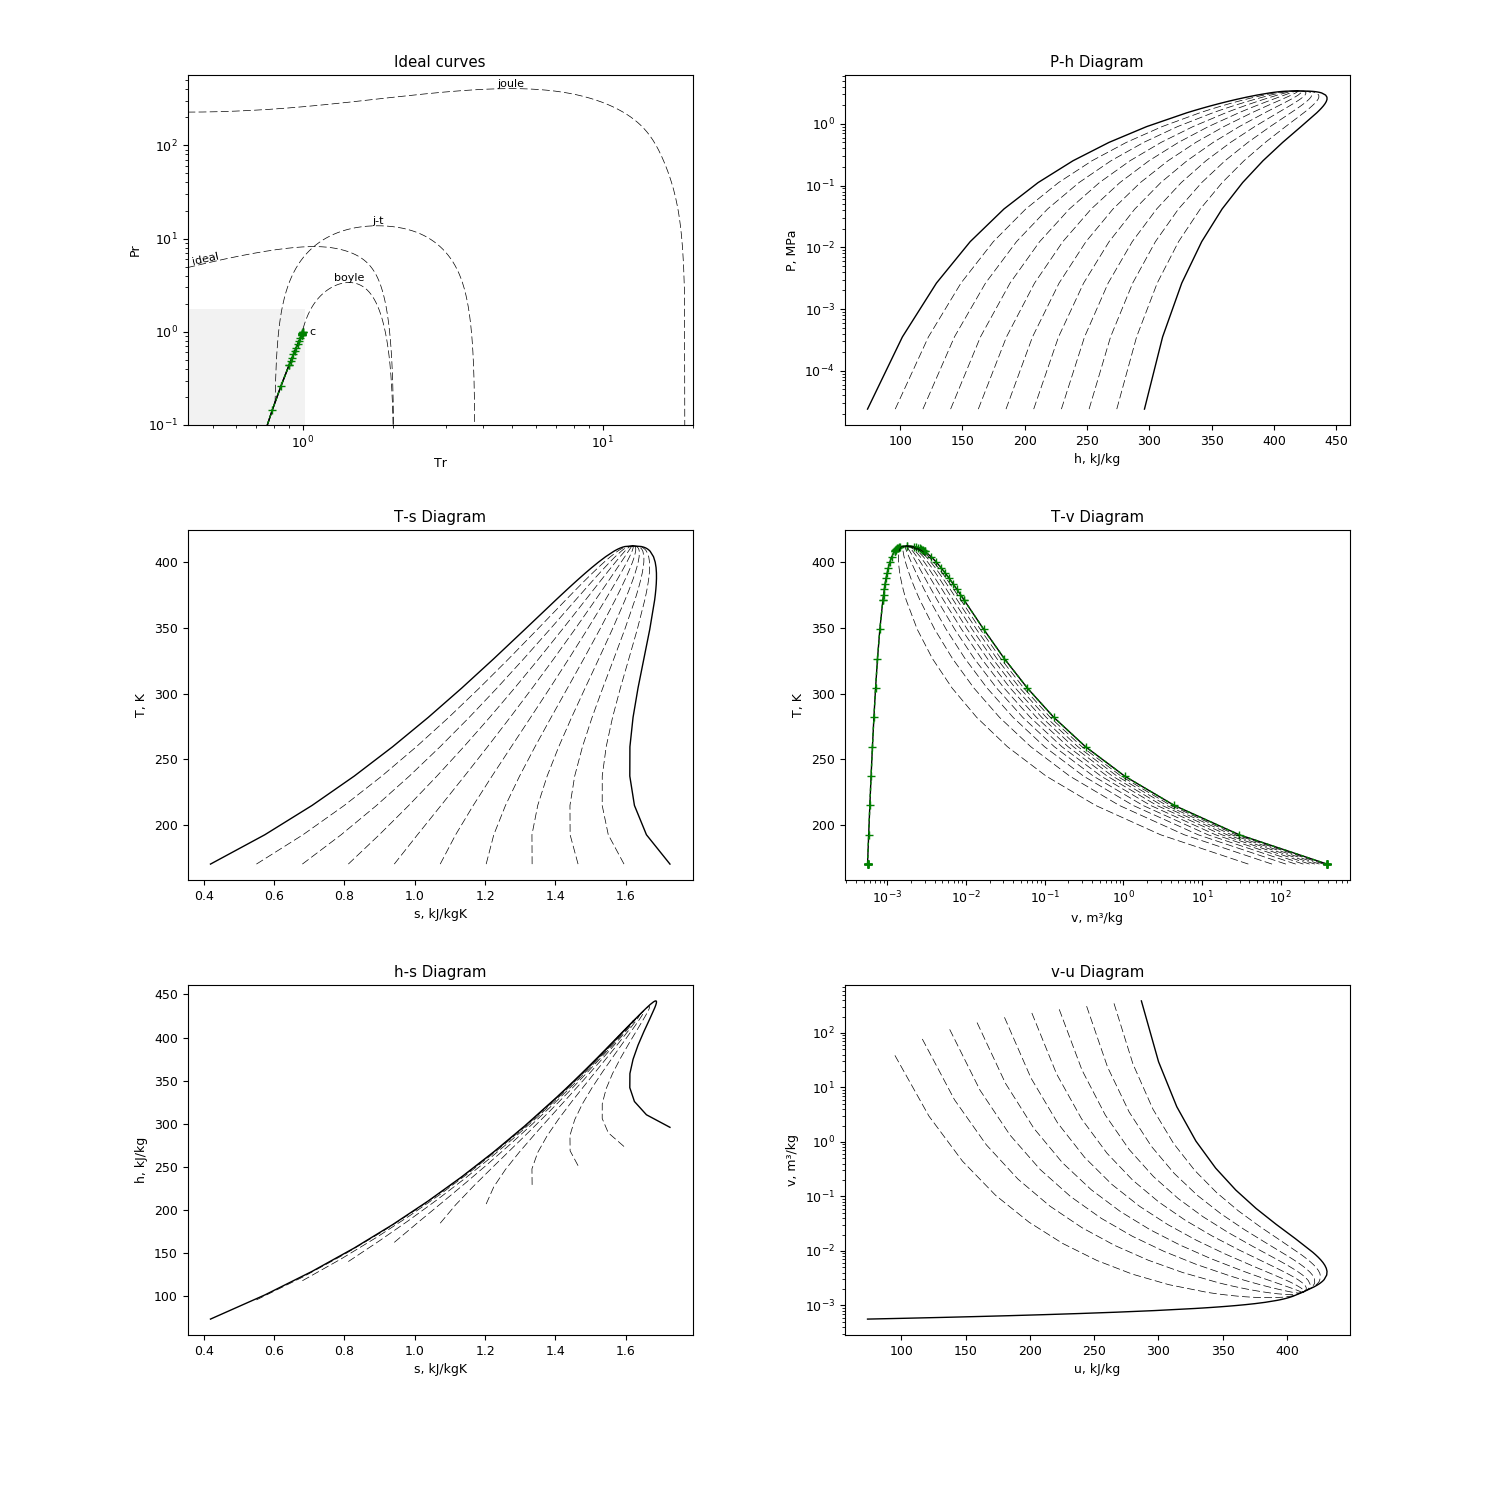 Ideal curves
joule
j-t
ideal
boyle
c
10²
10¹
10⁰
10⁻¹
Pr
10⁰ 10¹
Tr
P-h Diagram
10⁰
10⁻¹
10⁻²
10⁻³
10⁻⁴
P, MPa
100 150 200 250 300 350 400 450
h, kJ/kg
T-s Diagram
400
350
300
250
200
T, K
0.4 0.6 0.8 1.0 1.2 1.4 1.6
s, kJ/kgK
T-v Diagram
400
350
300
250
200
T, K
10⁻³ 10⁻² 10⁻¹ 10⁰ 10¹ 10²
v, m³/kg
h-s Diagram
450
400
350
300
250
200
150
100
h, kJ/kg
0.4 0.6 0.8 1.0 1.2 1.4 1.6
s, kJ/kgK
v-u Diagram
10²
10¹
10⁰
10⁻¹
10⁻²
10⁻³
v, m³/kg
100 150 200 250 300 350 400
u, kJ/kg